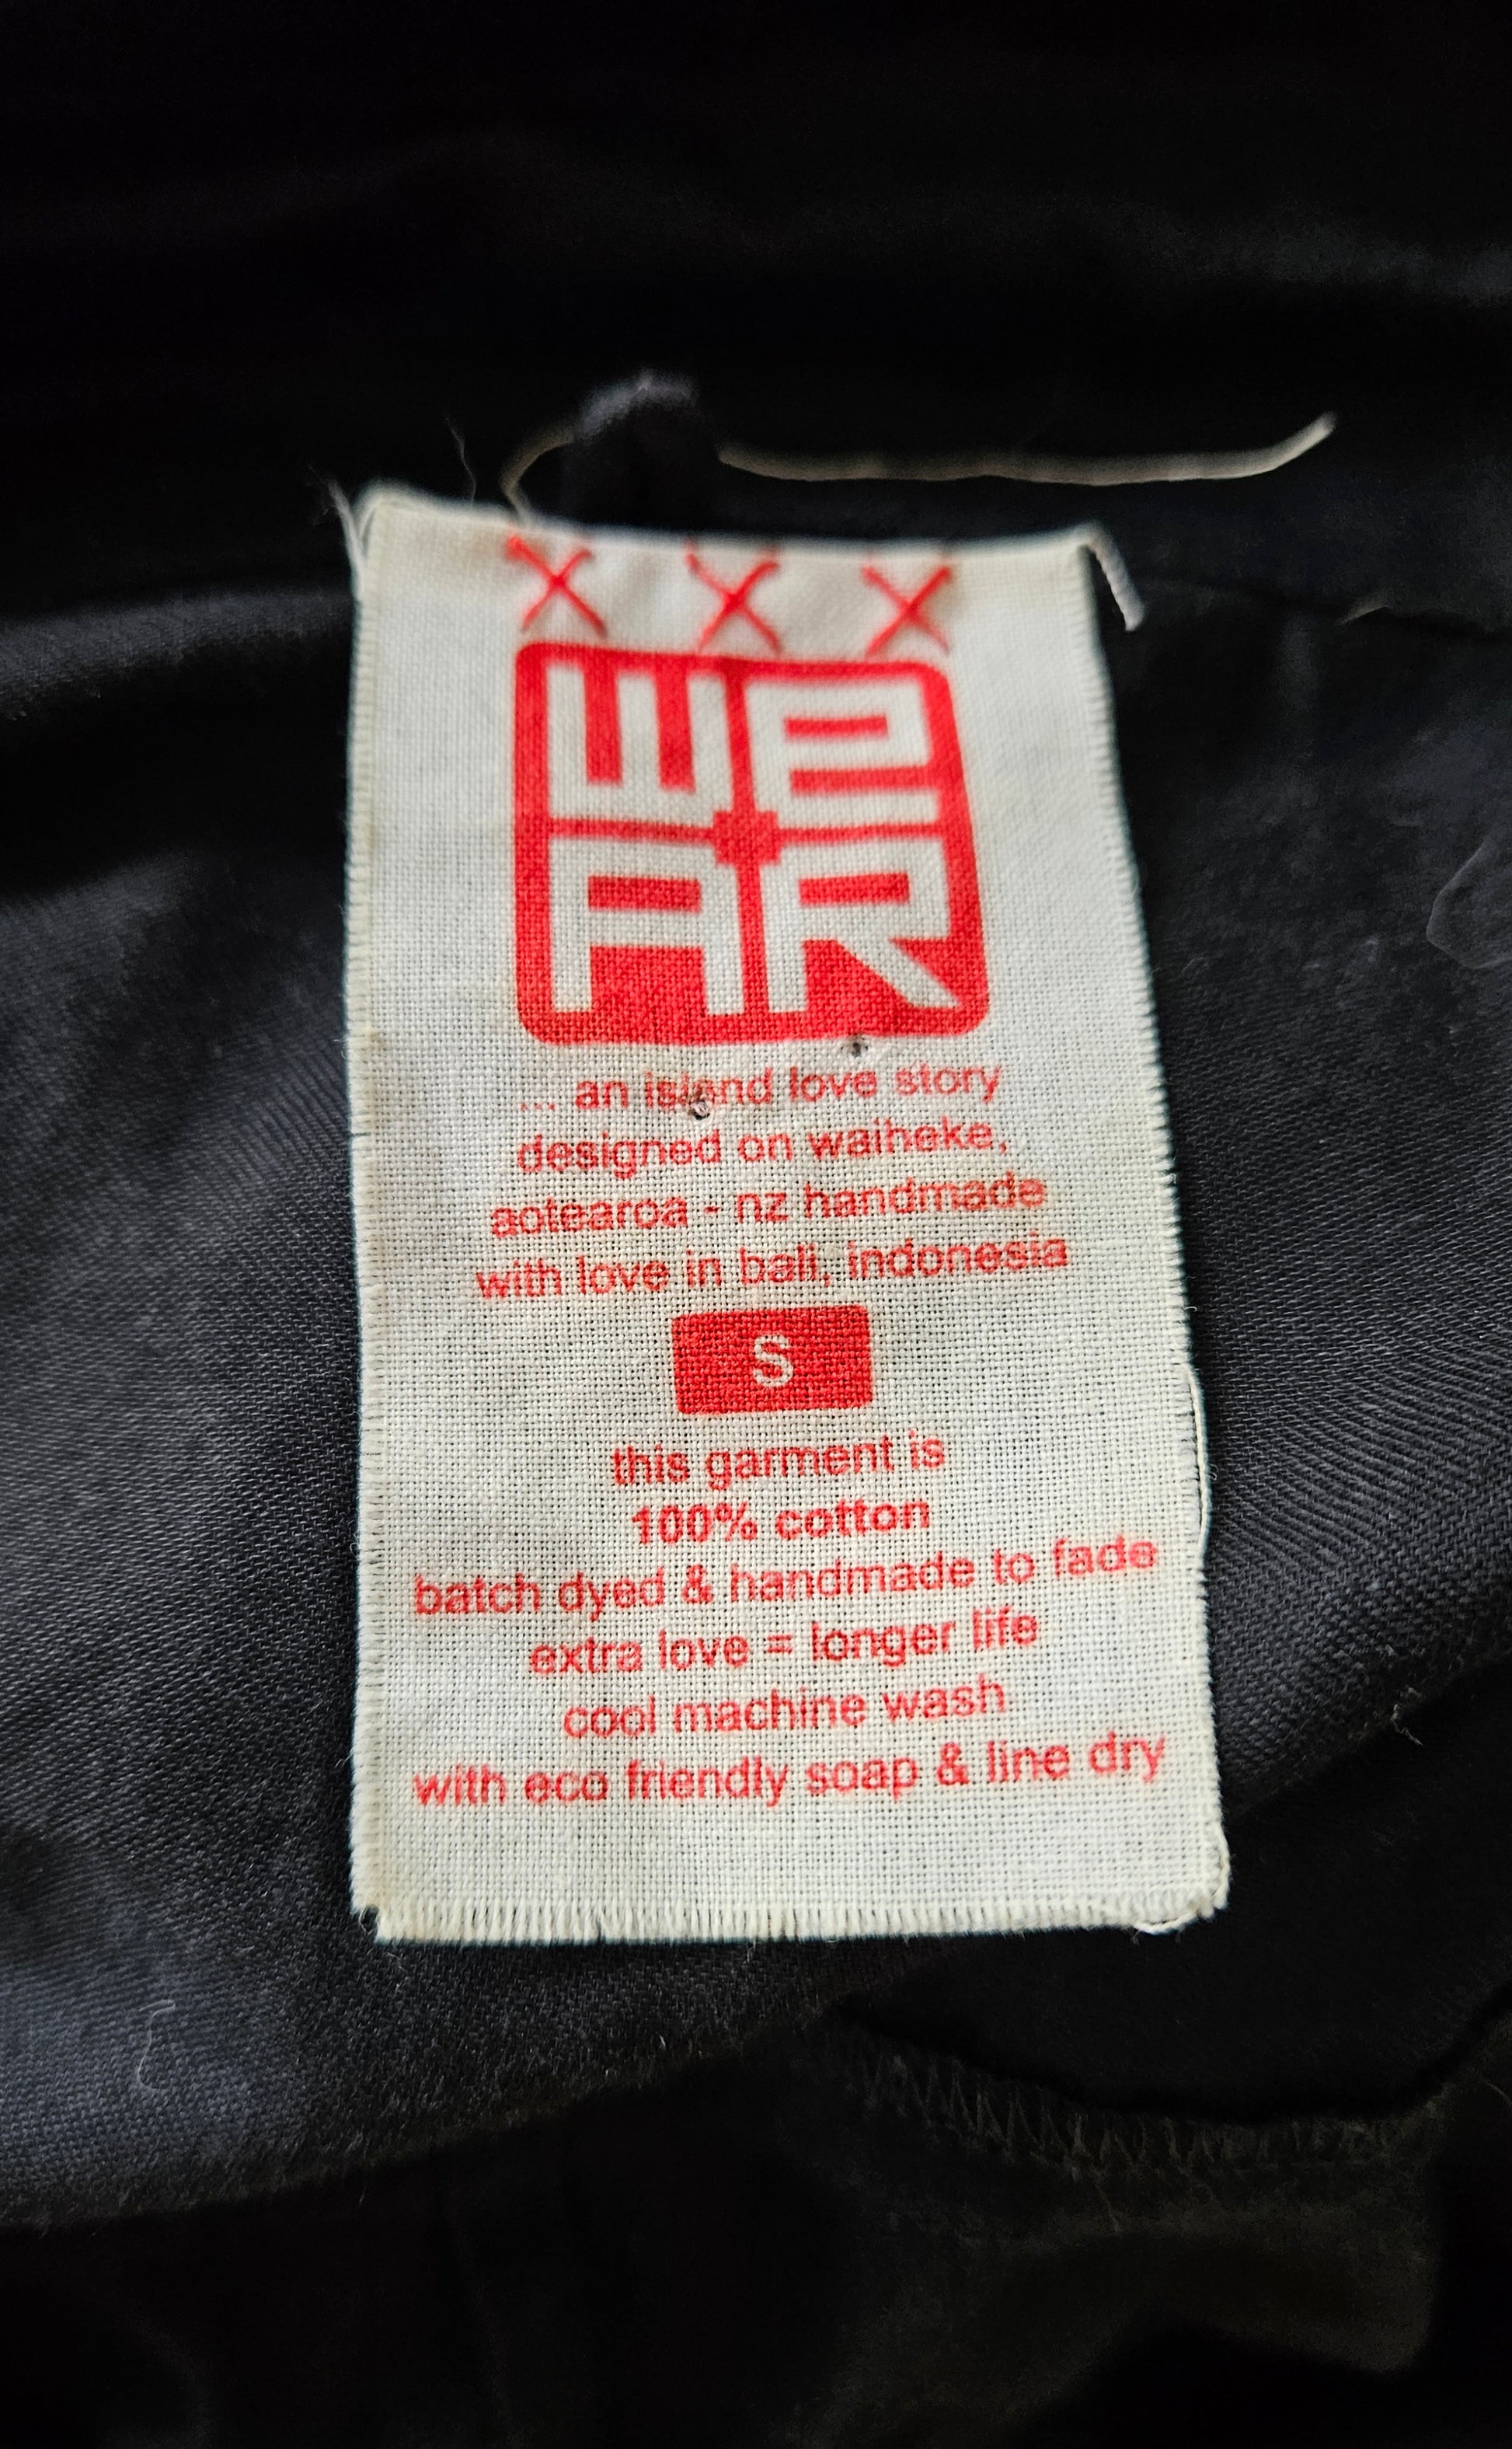 XXX
WE
AR
... an island love story
designed on waiheke,
aotearoa - nz handmade
with love in bali, indonesia
S
this garment is
100% cotton
batch dyed & handmade to fade
extra love = longer life
cool machine wash
with eco friendly soap & line dry